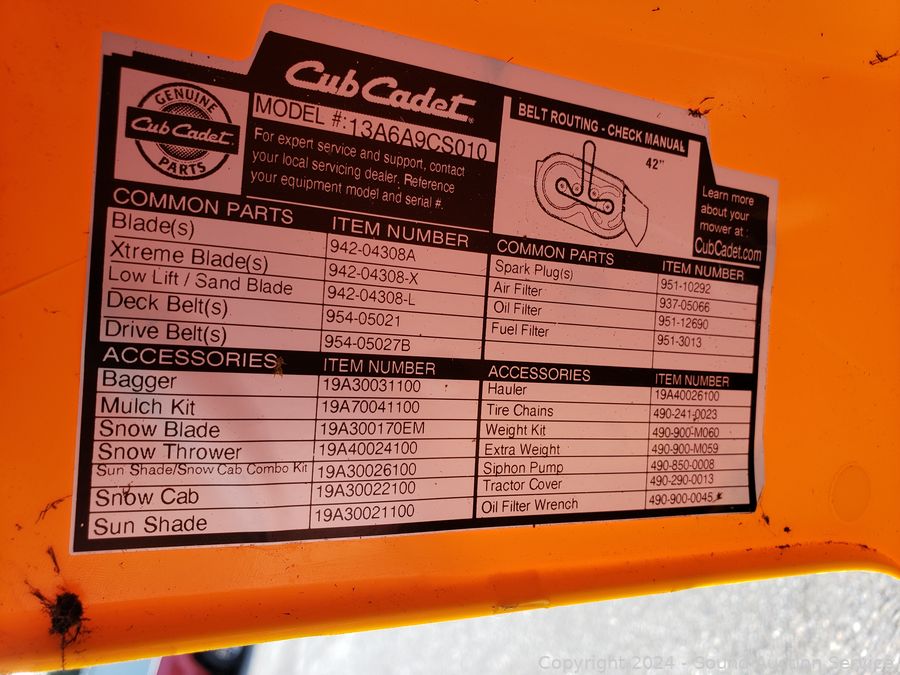 Cub Cadet
GENUINE
Cub Cadet
PARTS
MODEL #:13A6A9CS010
For expert service and support, contact
your local servicing dealer. Reference
your equipment model and serial #.
BELT ROUTING - CHECK MANUAL
42"
Learn more
about your
mower at :
CubCadet.com
COMMON PARTS ITEM NUMBER
Blade(s) 942-04308A
Xtreme Blade(s) 942-04308-X
Low Lift / Sand Blade 942-04308-L
Deck Belt(s) 954-05021
Drive Belt(s) 954-05027B
COMMON PARTS ITEM NUMBER
Spark Plug(s) 951-10292
Air Filter 937-05066
Oil Filter 951-12690
Fuel Filter 951-3013
ACCESSORIES ITEM NUMBER
Bagger 19A30031100
Mulch Kit 19A70041100
Snow Blade 19A300170EM
Snow Thrower 19A40024100
Sun Shade/Snow Cab Combo Kit 19A30026100
Snow Cab 19A30022100
Sun Shade 19A30021100
ACCESSORIES ITEM NUMBER
Hauler 19A40026100
Tire Chains 490-241-0023
Weight Kit 490-900-M060
Extra Weight 490-900-M059
Siphon Pump 490-850-0008
Tractor Cover 490-290-0013
Oil Filter Wrench 490-900-0045
Copyright 2024 - Sound Auction Service